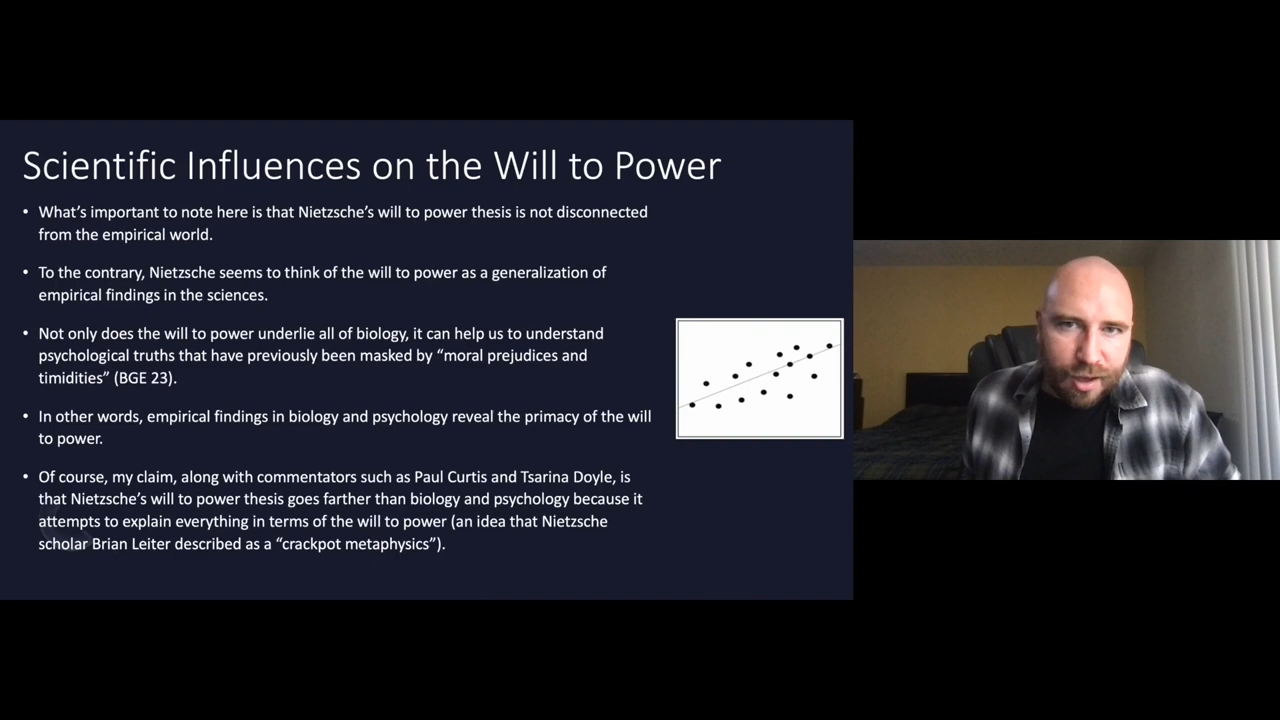 Scientific Influences on the Will to Power
• What's important to note here is that Nietzsche's will to power thesis is not disconnected
from the empirical world.
• To the contrary, Nietzsche seems to think of the will to power as a generalization of
empirical findings in the sciences.
• Not only does the will to power underlie all of biology, it can help us to understand
psychological truths that have previously been masked by “moral prejudices and
timidities” (BGE 23).
• In other words, empirical findings in biology and psychology reveal the primacy of the will
to power.
• Of course, my claim, along with commentators such as Paul Curtis and Tsarina Doyle, is
that Nietzsche's will to power thesis goes farther than biology and psychology because it
attempts to explain everything in terms of the will to power (an idea that Nietzsche
scholar Brian Leiter described as a “crackpot metaphysics”).